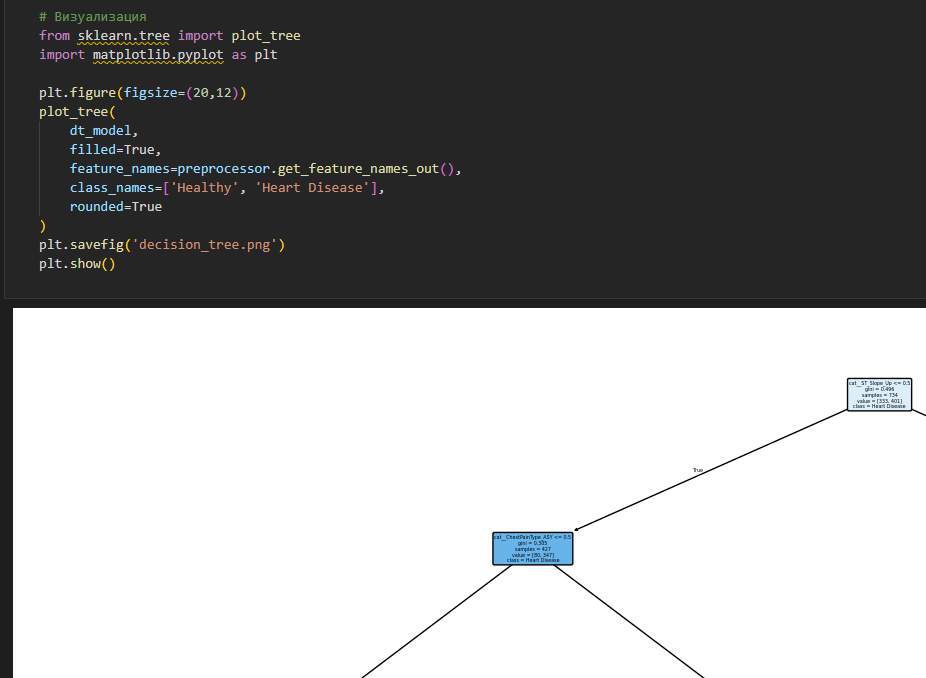 # Визуализация
from sklearn.tree import plot_tree
import matplotlib.pyplot as plt
plt.figure(figsize=(20,12))
plot_tree(
dt_model,
filled=True,
feature_names=preprocessor.get_feature_names_out(),
class_names=['Healthy', 'Heart Disease'],
rounded=True
)
plt.savefig('decision_tree.png')
plt.show()
cat__ST_Slope_Up <= 0.5
gini = 0.496
samples = 734
value = [333, 401]
class = Heart Disease
True
cat__ChestPainType_ASY <= 0.5
gini = 0.305
samples = 427
value = [80, 347]
class = Heart Disease